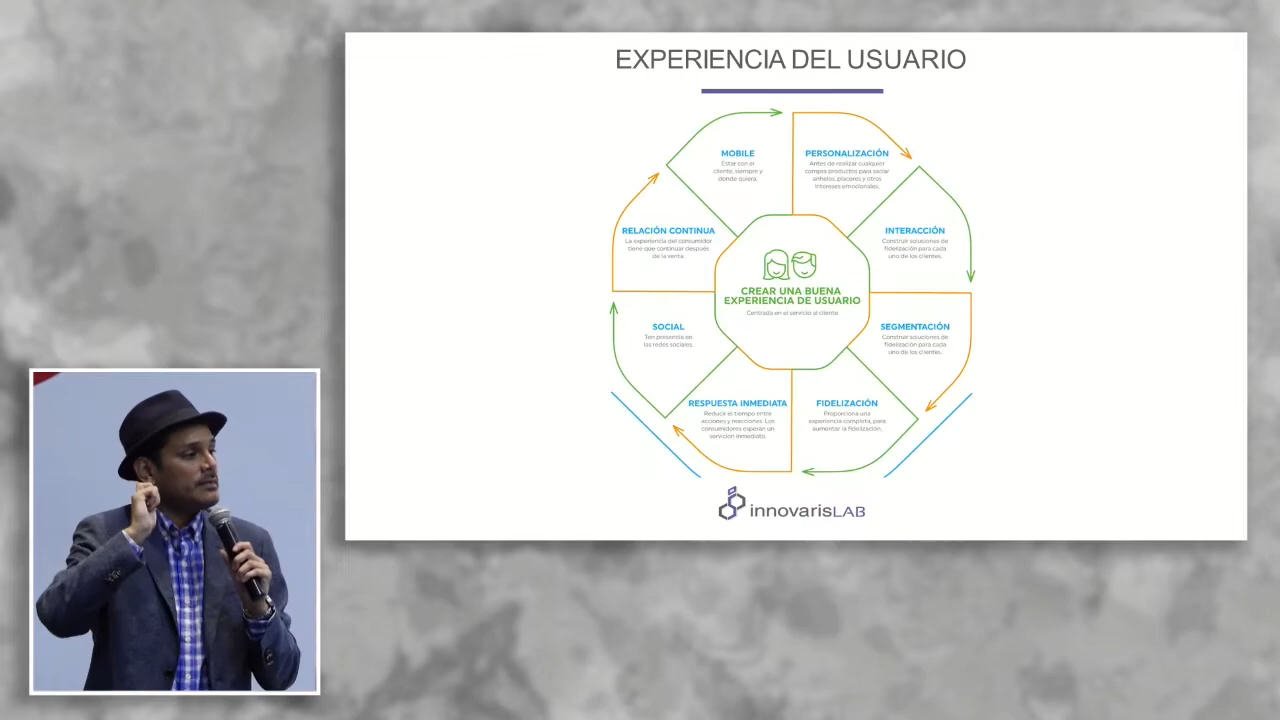 EXPERIENCIA DEL USUARIO
MOBILE
Estar con el
cliente, siempre y
donde quiera.
PERSONALIZACIÓN
Antes de realizar cualquier
compra productos para saciar
anhelos, placeres y otros
intereses emocionales.
RELACIÓN CONTINUA
La experiencia del consumidor
tiene que continuar después
de la venta.
INTERACCIÓN
Construir soluciones de
fidelización para cada
uno de los clientes.
CREAR UNA BUENA
EXPERIENCIA DE USUARIO
Centrada en el servicio al cliente
SOCIAL
Ten presencia en
las redes sociales.
SEGMENTACIÓN
Construir soluciones de
fidelización para cada
uno de los clientes.
RESPUESTA INMEDIATA
Reducir el tiempo entre
acciones y reacciones. Los
consumidores esperan un
servicion inmediato.
FIDELIZACIÓN
Proporciona una
experiencia completa, para
aumentar la fidelización.
innovarisLAB